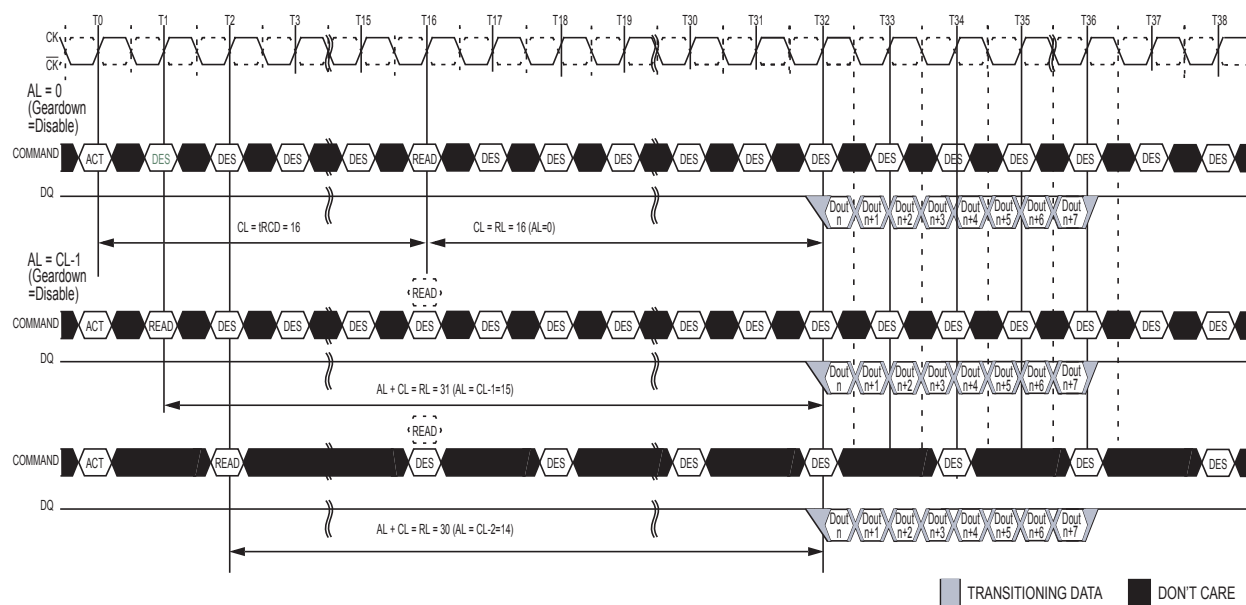 T0 T1 T2 T3 T15 T16 T17 T18 T19 T30 T31 T32 T33 T34 T35 T36 T37 T38
CK
CK
AL = 0
(Geardown
=Disable)
COMMAND ACT DES DES DES DES READ DES DES DES DES DES DES DES DES DES DES DES DES
DQ
Dout n Dout n+1 Dout n+2 Dout n+3 Dout n+4 Dout n+5 Dout n+6 Dout n+7
CL = tRCD = 16 CL = RL = 16 (AL=0)
AL = CL-1
(Geardown
=Disable)
READ
COMMAND ACT READ DES DES DES DES DES DES DES DES DES DES DES DES DES DES DES DES
DQ
Dout n Dout n+1 Dout n+2 Dout n+3 Dout n+4 Dout n+5 Dout n+6 Dout n+7
AL + CL = RL = 31 (AL = CL-1=15)
READ
COMMAND ACT READ DES DES DES DES DES DES DES
DQ
Dout n Dout n+1 Dout n+2 Dout n+3 Dout n+4 Dout n+5 Dout n+6 Dout n+7
AL + CL = RL = 30 (AL = CL-2=14)
TRANSITIONING DATA DON'T CARE